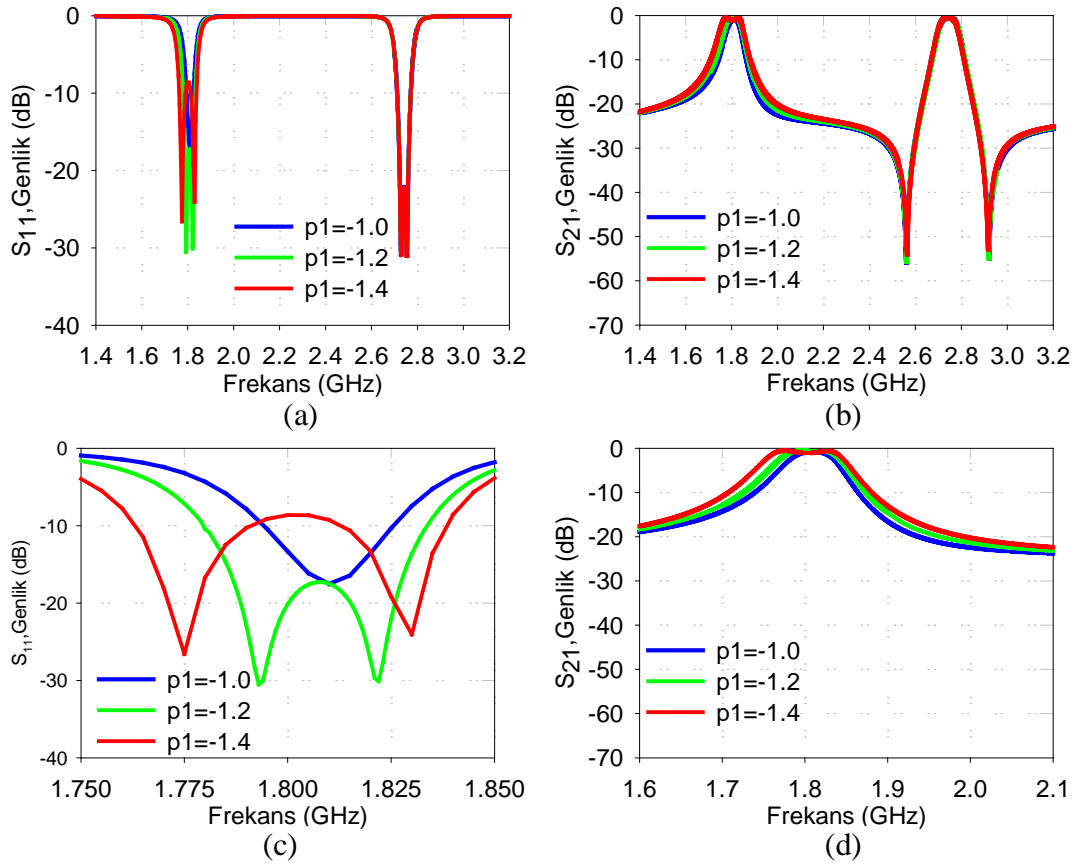 0
-10
-20
-30
-40
S11,Genlik (dB)
p1=-1.0
p1=-1.2
p1=-1.4
1.4 1.6 1.8 2.0 2.2 2.4 2.6 2.8 3.0 3.2
Frekans (GHz)
(a)
0
-10
-20
-30
-40
-50
-60
-70
S21,Genlik (dB)
p1=-1.0
p1=-1.2
p1=-1.4
1.4 1.6 1.8 2.0 2.2 2.4 2.6 2.8 3.0 3.2
Frekans (GHz)
(b)
0
-10
-20
-30
-40
S11,Genlik (dB)
p1=-1.0
p1=-1.2
p1=-1.4
1.750 1.775 1.800 1.825 1.850
Frekans (GHz)
(c)
0
-10
-20
-30
-40
-50
-60
-70
S21,Genlik (dB)
p1=-1.0
p1=-1.2
p1=-1.4
1.6 1.7 1.8 1.9 2.0 2.1
Frekans (GHz)
(d)